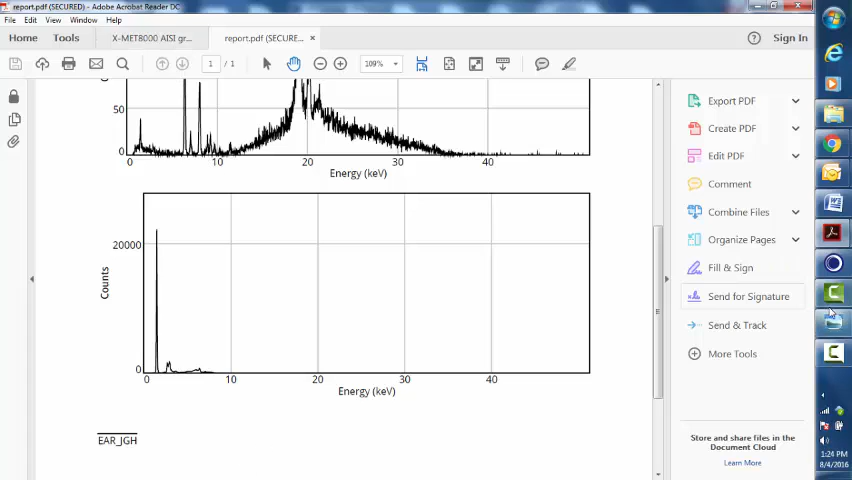 report.pdf (SECURED) - Adobe Acrobat Reader DC
File Edit View Window Help
Home Tools X-MET8000 AISI gr... report.pdf (SECURE... × Sign In
1 / 1 109%
50
0
0 10 20 30 40
Energy (keV)
20000
Counts
0
0 10 20 30 40
Energy (keV)
EAR_JGH
Export PDF
Create PDF
Edit PDF
Comment
Combine Files
Organize Pages
Fill & Sign
Send for Signature
Send & Track
More Tools
Store and share files in the
Document Cloud
Learn More
1:24 PM
8/4/2016